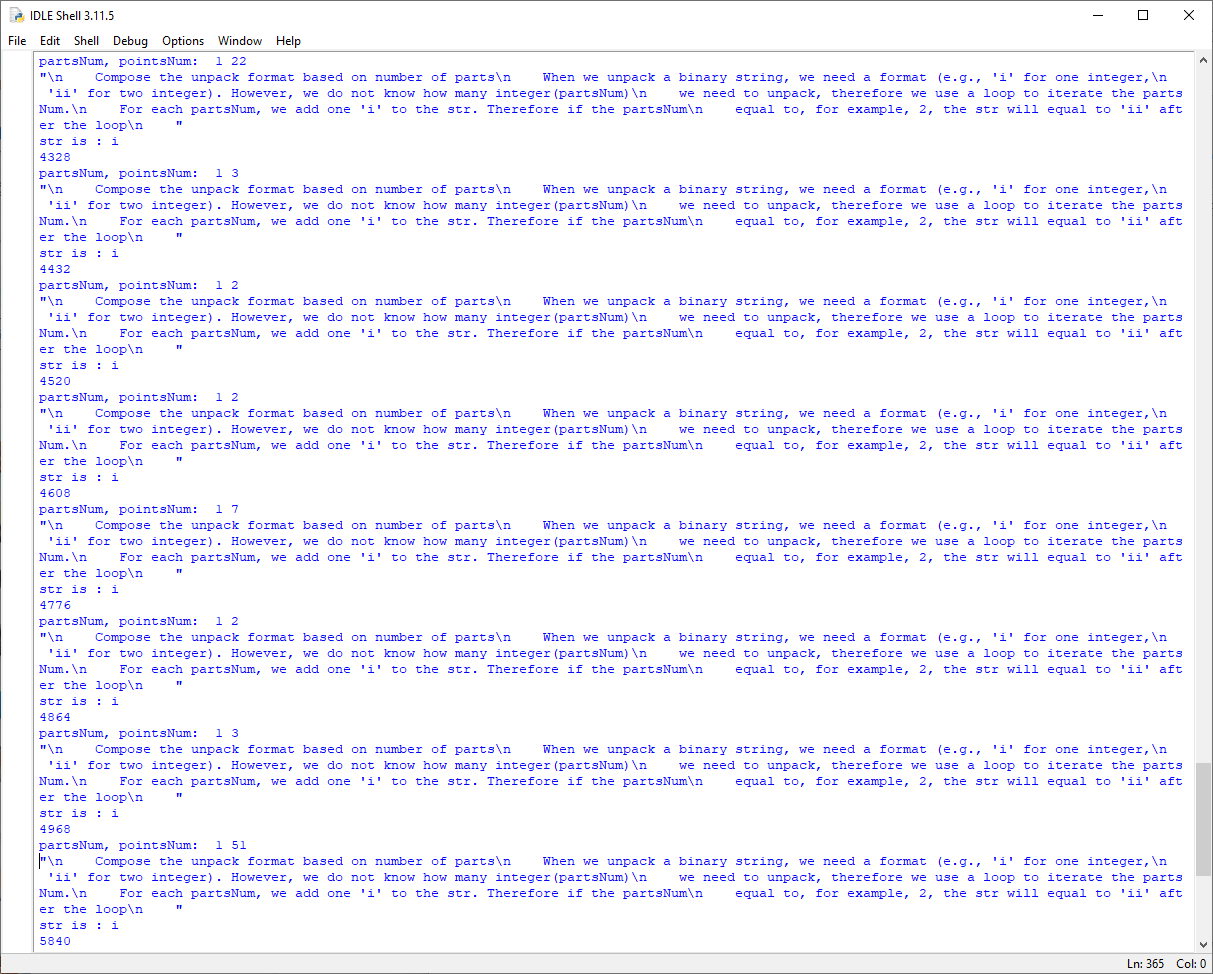 IDLE Shell 3.11.5
File Edit Shell Debug Options Window Help
partsNum, pointsNum:  1 22
"\n    Compose the unpack format based on number of parts\n    When we unpack a binary string, we need a format (e.g., 'i' for one integer,\n
 'ii' for two integer). However, we do not know how many integer(partsNum)\n    we need to unpack, therefore we use a loop to iterate the parts
Num.\n    For each partsNum, we add one 'i' to the str. Therefore if the partsNum\n    equal to, for example, 2, the str will equal to 'ii' aft
er the loop\n    "
str is : i
4328
partsNum, pointsNum:  1 3
"\n    Compose the unpack format based on number of parts\n    When we unpack a binary string, we need a format (e.g., 'i' for one integer,\n
 'ii' for two integer). However, we do not know how many integer(partsNum)\n    we need to unpack, therefore we use a loop to iterate the parts
Num.\n    For each partsNum, we add one 'i' to the str. Therefore if the partsNum\n    equal to, for example, 2, the str will equal to 'ii' aft
er the loop\n    "
str is : i
4432
partsNum, pointsNum:  1 2
"\n    Compose the unpack format based on number of parts\n    When we unpack a binary string, we need a format (e.g., 'i' for one integer,\n
 'ii' for two integer). However, we do not know how many integer(partsNum)\n    we need to unpack, therefore we use a loop to iterate the parts
Num.\n    For each partsNum, we add one 'i' to the str. Therefore if the partsNum\n    equal to, for example, 2, the str will equal to 'ii' aft
er the loop\n    "
str is : i
4520
partsNum, pointsNum:  1 2
"\n    Compose the unpack format based on number of parts\n    When we unpack a binary string, we need a format (e.g., 'i' for one integer,\n
 'ii' for two integer). However, we do not know how many integer(partsNum)\n    we need to unpack, therefore we use a loop to iterate the parts
Num.\n    For each partsNum, we add one 'i' to the str. Therefore if the partsNum\n    equal to, for example, 2, the str will equal to 'ii' aft
er the loop\n    "
str is : i
4608
partsNum, pointsNum:  1 7
"\n    Compose the unpack format based on number of parts\n    When we unpack a binary string, we need a format (e.g., 'i' for one integer,\n
 'ii' for two integer). However, we do not know how many integer(partsNum)\n    we need to unpack, therefore we use a loop to iterate the parts
Num.\n    For each partsNum, we add one 'i' to the str. Therefore if the partsNum\n    equal to, for example, 2, the str will equal to 'ii' aft
er the loop\n    "
str is : i
4776
partsNum, pointsNum:  1 2
"\n    Compose the unpack format based on number of parts\n    When we unpack a binary string, we need a format (e.g., 'i' for one integer,\n
 'ii' for two integer). However, we do not know how many integer(partsNum)\n    we need to unpack, therefore we use a loop to iterate the parts
Num.\n    For each partsNum, we add one 'i' to the str. Therefore if the partsNum\n    equal to, for example, 2, the str will equal to 'ii' aft
er the loop\n    "
str is : i
4864
partsNum, pointsNum:  1 3
"\n    Compose the unpack format based on number of parts\n    When we unpack a binary string, we need a format (e.g., 'i' for one integer,\n
 'ii' for two integer). However, we do not know how many integer(partsNum)\n    we need to unpack, therefore we use a loop to iterate the parts
Num.\n    For each partsNum, we add one 'i' to the str. Therefore if the partsNum\n    equal to, for example, 2, the str will equal to 'ii' aft
er the loop\n    "
str is : i
4968
partsNum, pointsNum:  1 51
"\n    Compose the unpack format based on number of parts\n    When we unpack a binary string, we need a format (e.g., 'i' for one integer,\n
 'ii' for two integer). However, we do not know how many integer(partsNum)\n    we need to unpack, therefore we use a loop to iterate the parts
Num.\n    For each partsNum, we add one 'i' to the str. Therefore if the partsNum\n    equal to, for example, 2, the str will equal to 'ii' aft
er the loop\n    "
str is : i
5840
Ln: 365 Col: 0